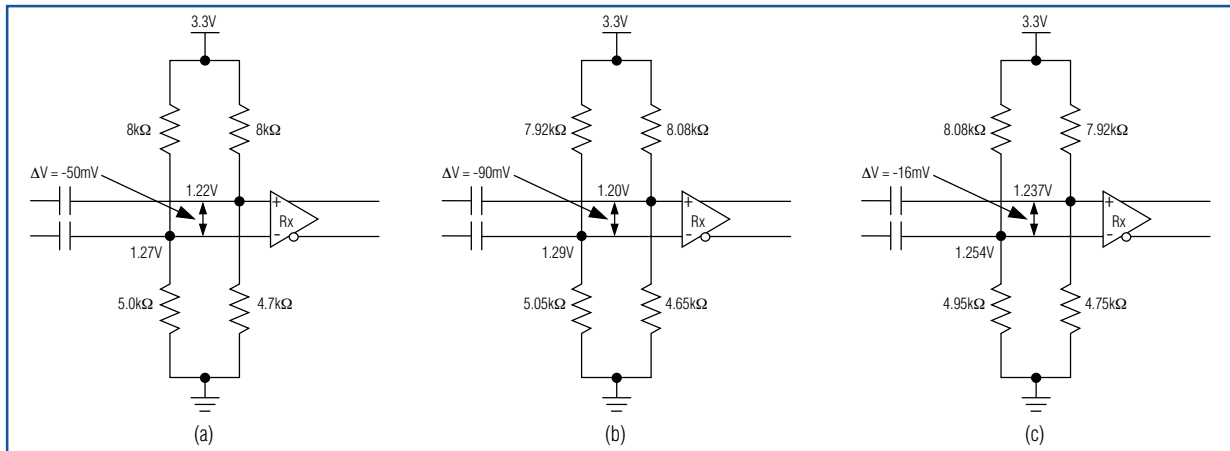 3.3V
8kΩ
8kΩ
ΔV = -50mV
1.22V
+
Rx
-
1.27V
5.0kΩ
4.7kΩ
(a)
3.3V
7.92kΩ
8.08kΩ
ΔV = -90mV
1.20V
+
Rx
-
1.29V
5.05kΩ
4.65kΩ
(b)
3.3V
8.08kΩ
7.92kΩ
ΔV = -16mV
1.237V
+
Rx
-
1.254V
4.95kΩ
4.75kΩ
(c)